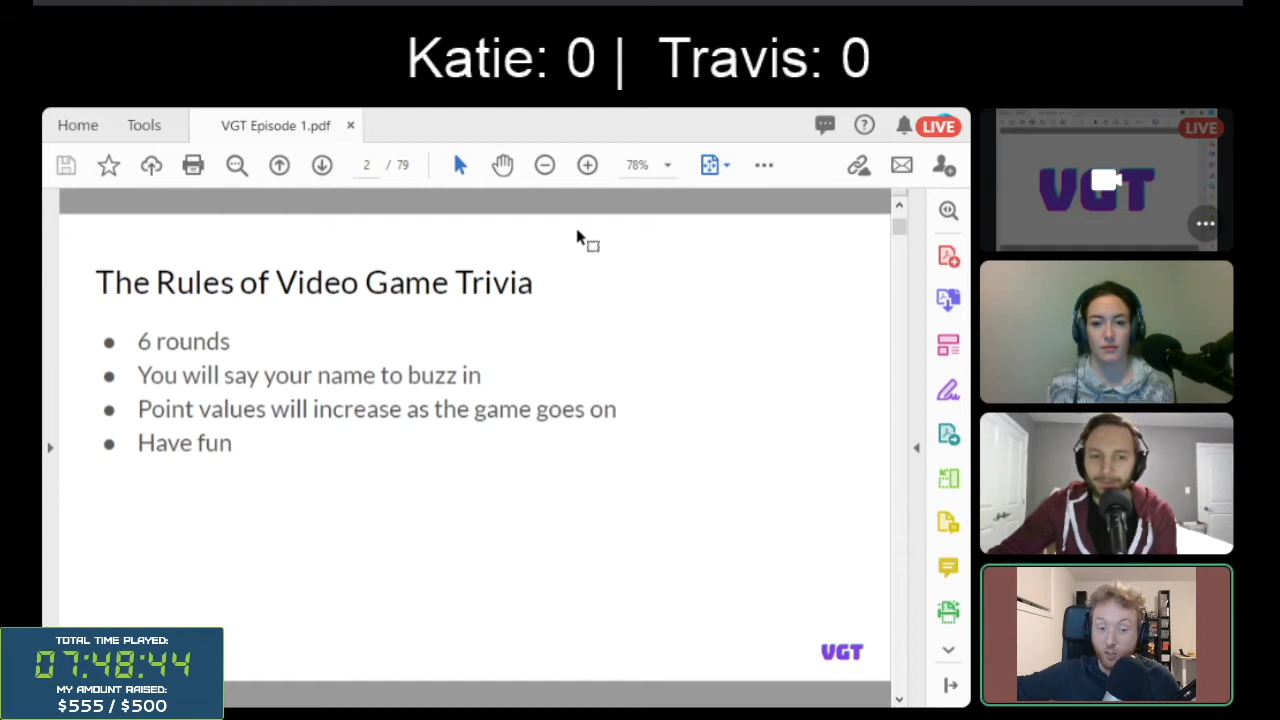 Katie: 0 | Travis: 0
Home Tools VGT Episode 1.pdf × LIVE
2 / 79 78%
LIVE
VGT
The Rules of Video Game Trivia
• 6 rounds
• You will say your name to buzz in
• Point values will increase as the game goes on
• Have fun
VGT
TOTAL TIME PLAYED:
07:48:44
MY AMOUNT RAISED:
$555 / $500